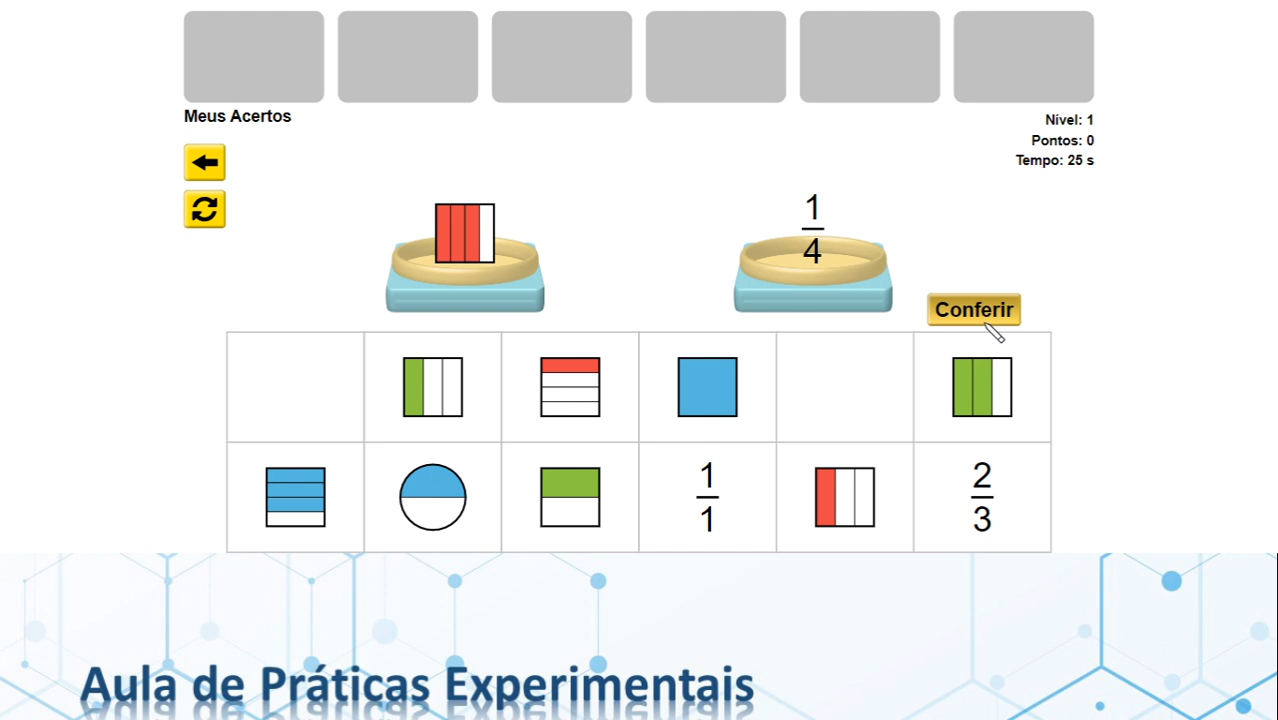 Meus Acertos
Nível: 1
Pontos: 0
Tempo: 25 s
1
4
Conferir
1
1
2
3
Aula de Práticas Experimentais